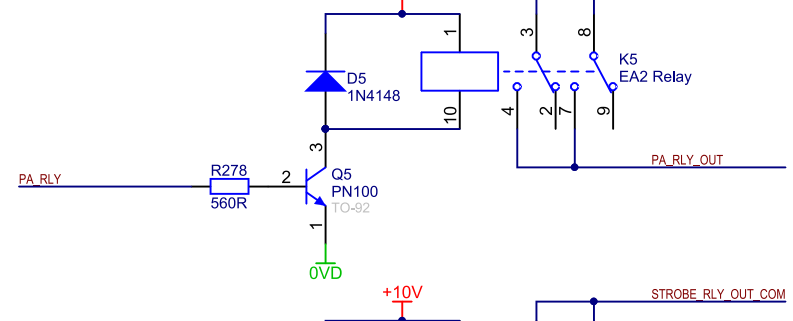 1
3
8
K5
EA2 Relay
D5
1N4148
10
4
2
7
9
3
PA_RLY_OUT
R278
PA_RLY
2
Q5
PN100
560R
TO-92
1
0VD
+10V
STROBE_RLY_OUT_COM